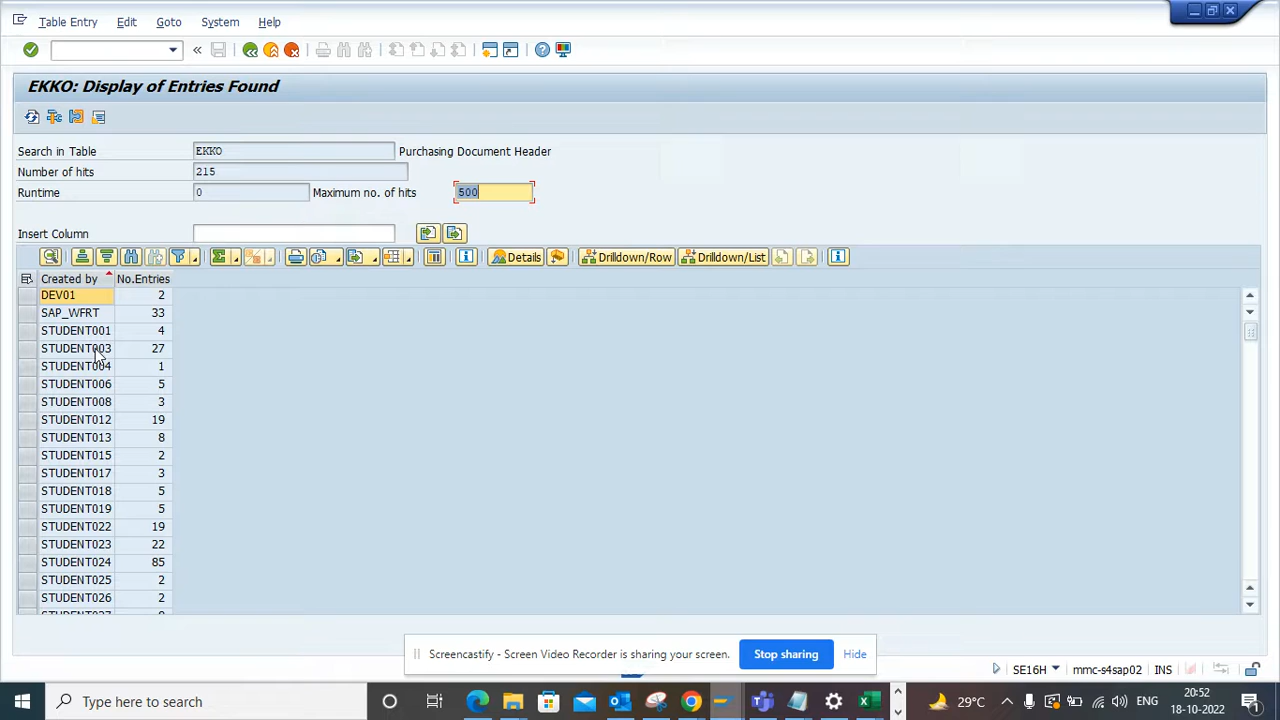 Table Entry Edit Goto System Help
EKKO: Display of Entries Found
Search in Table EKKO Purchasing Document Header
Number of hits 215
Runtime 0 Maximum no. of hits 500
Insert Column
Details Drilldown/Row Drilldown/List
Created by No.Entries
DEV01 2
SAP_WFRT 33
STUDENT001 4
STUDENT003 27
STUDENT004 1
STUDENT006 5
STUDENT008 3
STUDENT012 19
STUDENT013 8
STUDENT015 2
STUDENT017 3
STUDENT018 5
STUDENT019 5
STUDENT022 19
STUDENT023 22
STUDENT024 85
STUDENT025 2
STUDENT026 2
Screencastify - Screen Video Recorder is sharing your screen. Stop sharing Hide
SE16H mmc-s4sap02 INS
Type here to search 29°C ENG 20:52
18-10-2022